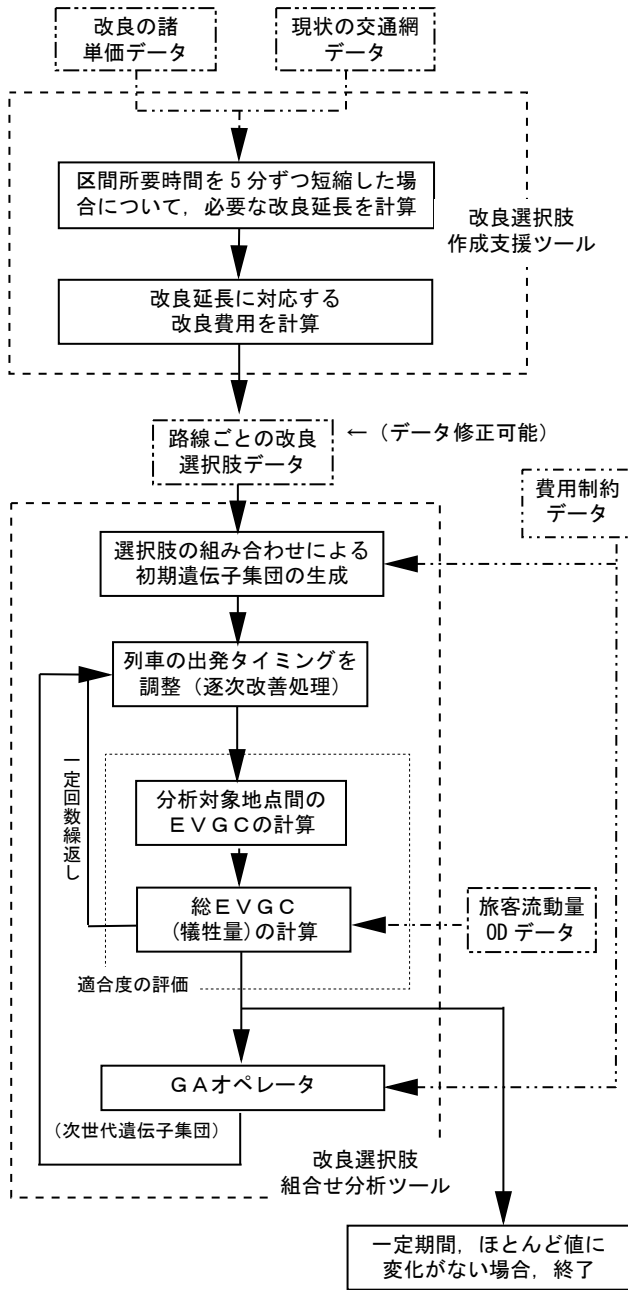 改良の諸
単価データ
現状の交通網
データ
区間所要時間を5分ずつ短縮した場
合について，必要な改良延長を計算
改良選択肢
作成支援ツール
改良延長に対応する
改良費用を計算
路線ごとの改良
選択肢データ
←（データ修正可能）
費用制約
データ
選択肢の組み合わせによる
初期遺伝子集団の生成
列車の出発タイミングを
調整（逐次改善処理）
一定回数繰返し
分析対象地点間の
ＥＶＧＣの計算
総ＥＶＧＣ
(犠牲量)の計算
旅客流動量
OD データ
適合度の評価
ＧＡオペレータ
（次世代遺伝子集団）
改良選択肢
組合せ分析ツール
一定期間，ほとんど値に
変化がない場合，終了